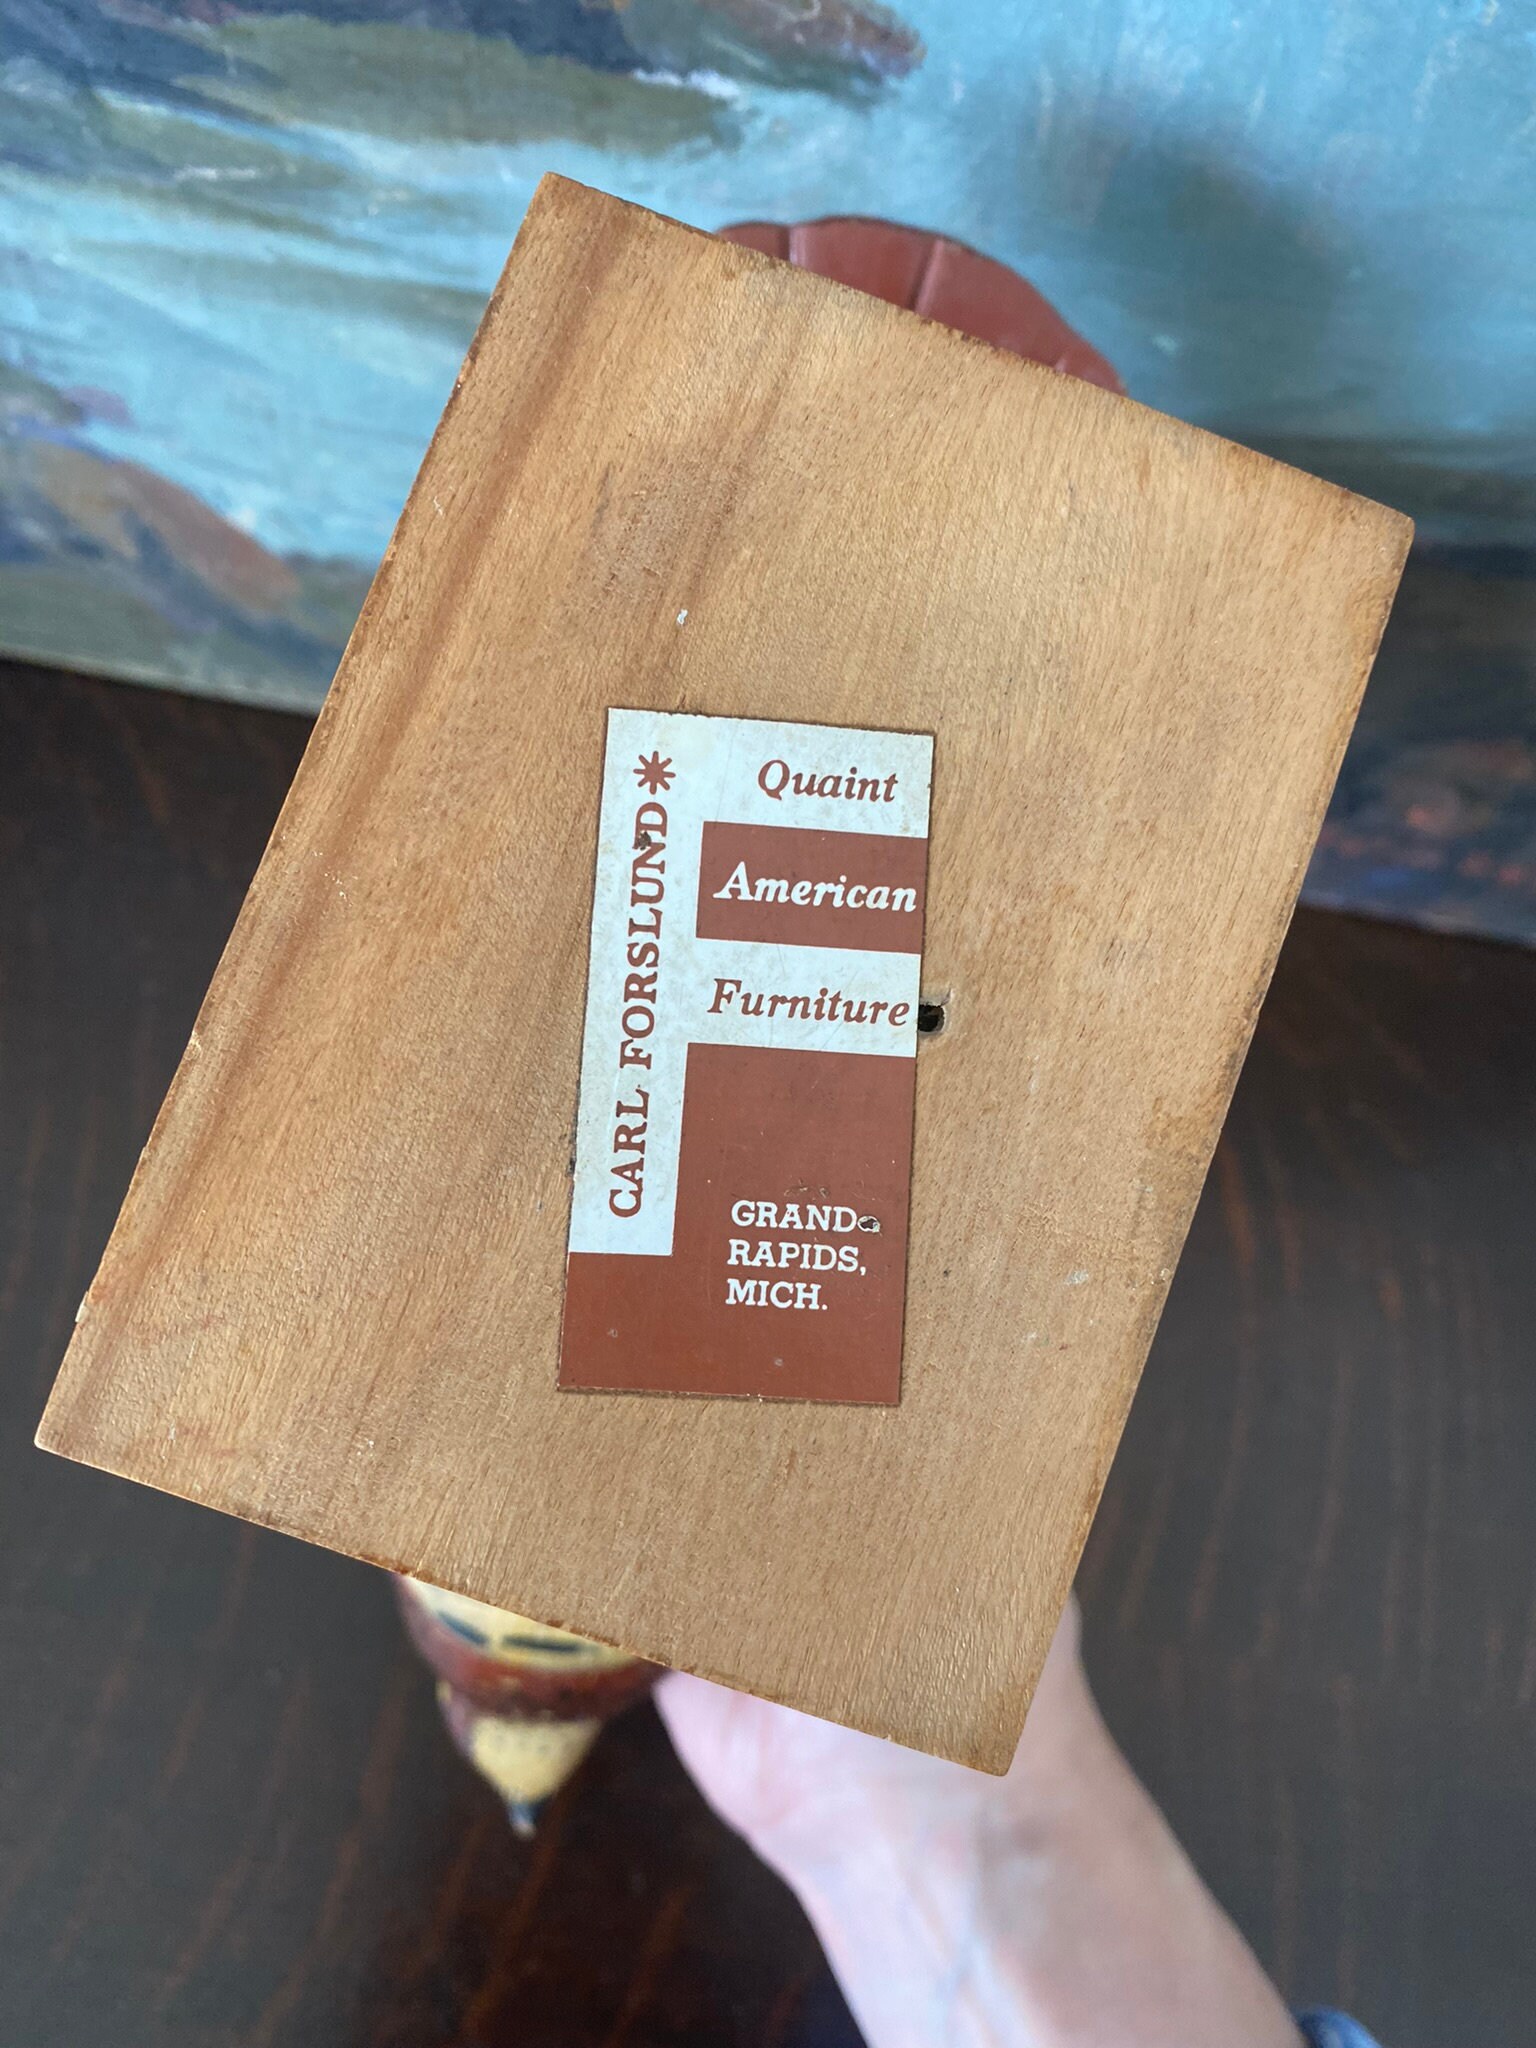 CARL FORSLUND*
Quaint
American
Furniture
GRAND
RAPIDS,
MICH.